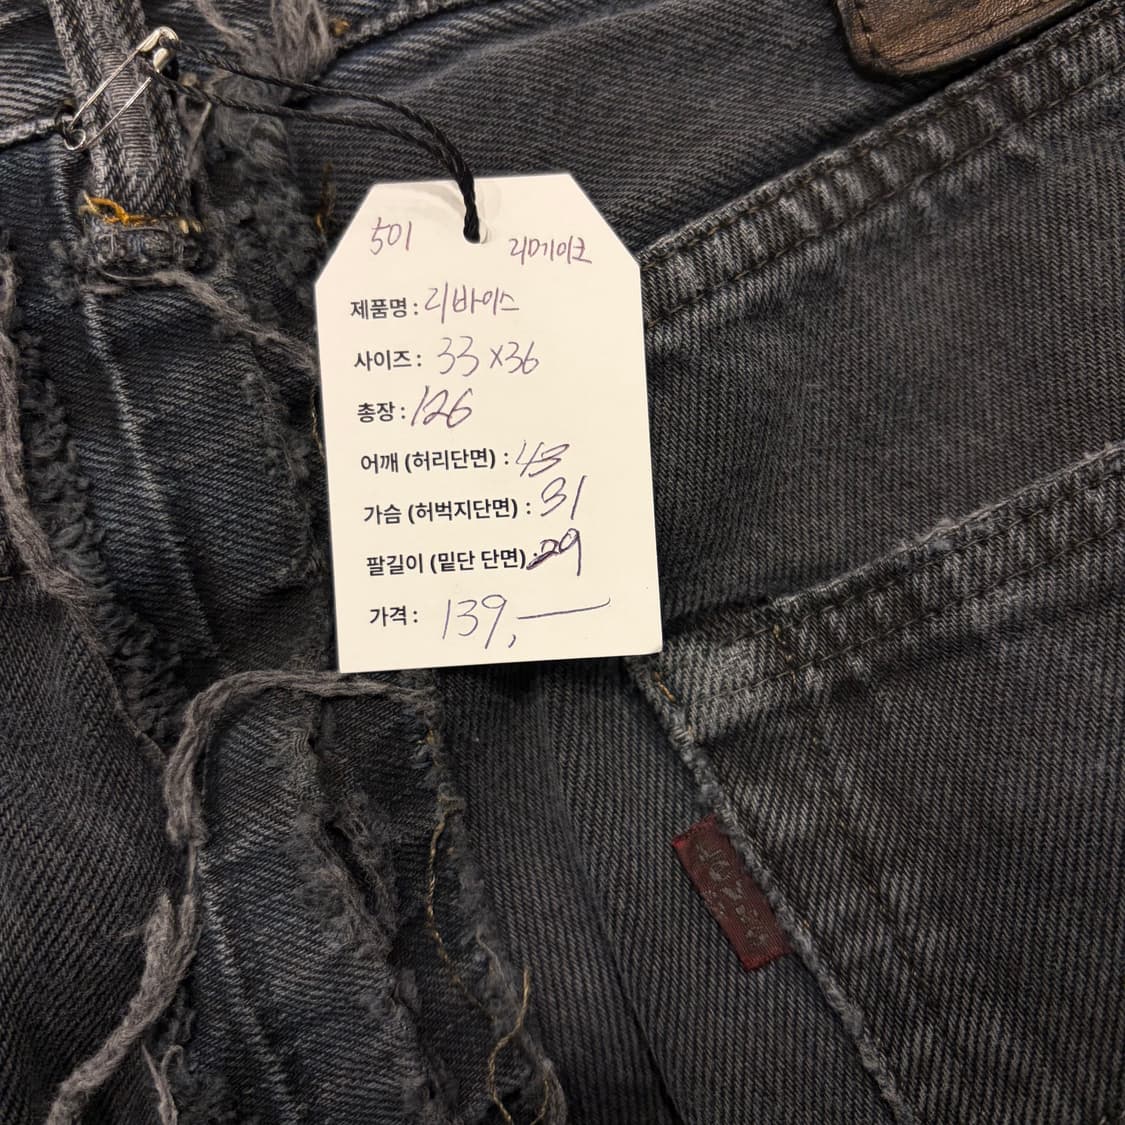 501 리메이크
제품명 : 리바이스
사이즈 : 33 x 36
총장 : 126
어깨 (허리단면) : 43
가슴 (허벅지단면) : 31
팔길이 (밑단 단면) : 29
가격 : 139,—
LEVI'S